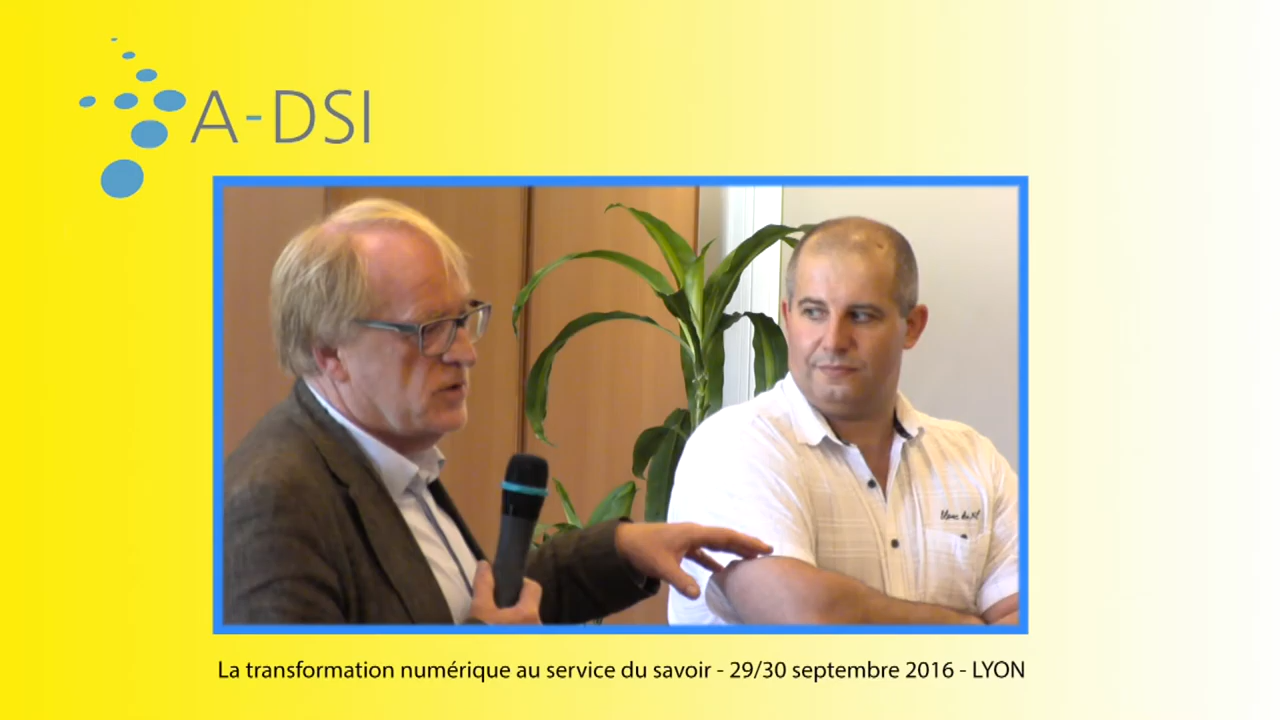 A-DSI
La transformation numérique au service du savoir - 29/30 septembre 2016 - LYON